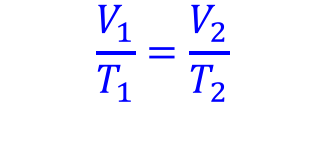 V₁/T₁ = V₂/T₂